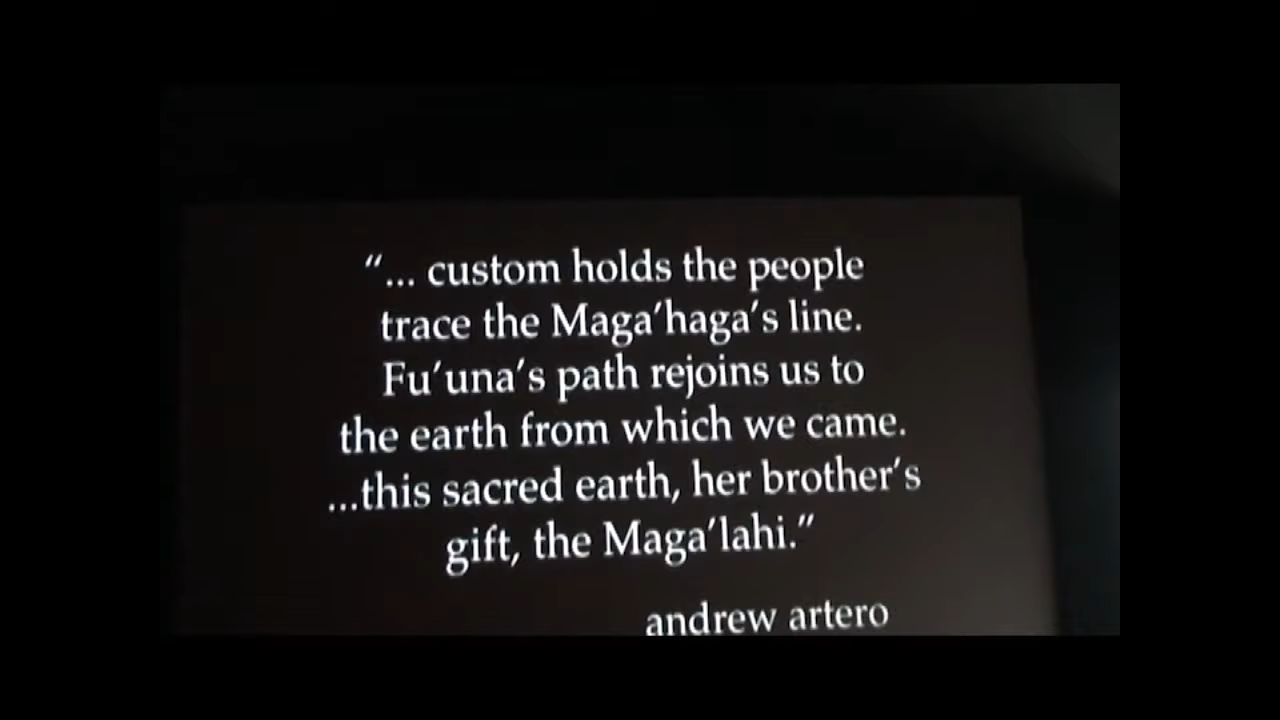 “... custom holds the people
trace the Maga’haga’s line.
Fu’una’s path rejoins us to
the earth from which we came.
...this sacred earth, her brother’s
gift, the Maga’lahi.”
andrew artero